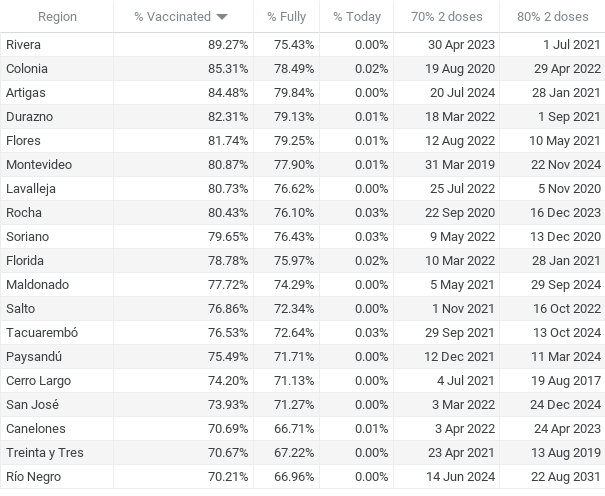 Region % Vaccinated % Fully % Today 70% 2 doses 80% 2 doses
Rivera 89.27% 75.43% 0.00% 30 Apr 2023 1 Jul 2021
Colonia 85.31% 78.49% 0.02% 19 Aug 2020 29 Apr 2022
Artigas 84.48% 79.84% 0.00% 20 Jul 2024 28 Jan 2021
Durazno 82.31% 79.13% 0.01% 18 Mar 2022 1 Sep 2021
Flores 81.74% 79.25% 0.01% 12 Aug 2022 10 May 2021
Montevideo 80.87% 77.90% 0.01% 31 Mar 2019 22 Nov 2024
Lavalleja 80.73% 76.62% 0.00% 25 Jul 2022 5 Nov 2020
Rocha 80.43% 76.10% 0.03% 22 Sep 2020 16 Dec 2023
Soriano 79.65% 76.43% 0.03% 9 May 2022 13 Dec 2020
Florida 78.78% 75.97% 0.02% 10 Mar 2022 28 Jan 2021
Maldonado 77.72% 74.29% 0.00% 5 May 2021 29 Sep 2024
Salto 76.86% 72.34% 0.00% 1 Nov 2021 16 Oct 2022
Tacuarembó 76.53% 72.64% 0.03% 29 Sep 2021 13 Oct 2024
Paysandú 75.49% 71.71% 0.00% 12 Dec 2021 11 Mar 2024
Cerro Largo 74.20% 71.13% 0.00% 4 Jul 2021 19 Aug 2017
San José 73.93% 71.27% 0.00% 3 Mar 2022 24 Dec 2024
Canelones 70.69% 66.71% 0.01% 3 Apr 2022 24 Apr 2023
Treinta y Tres 70.67% 67.22% 0.00% 23 Apr 2021 13 Aug 2019
Río Negro 70.21% 66.96% 0.00% 14 Jun 2024 22 Aug 2031